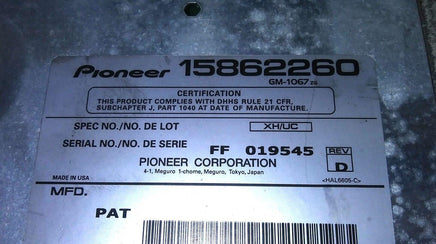 Pioneer 15862260
GM-1067ZG
CERTIFICATION
THIS PRODUCT COMPLIES WITH DHHS RULE 21 CFR,
SUBCHAPTER J, PART 1040 AT DATE OF MANUFACTURE.
SPEC NO./NO. DE LOT XH/UC
SERIAL NO./NO. DE SERIE FF 019545 REV
D
PIONEER CORPORATION
4-1, Meguro 1-chome, Meguro, Tokyo, Japan
MADE IN USA <HAL6605-C>
MFD.
PAT